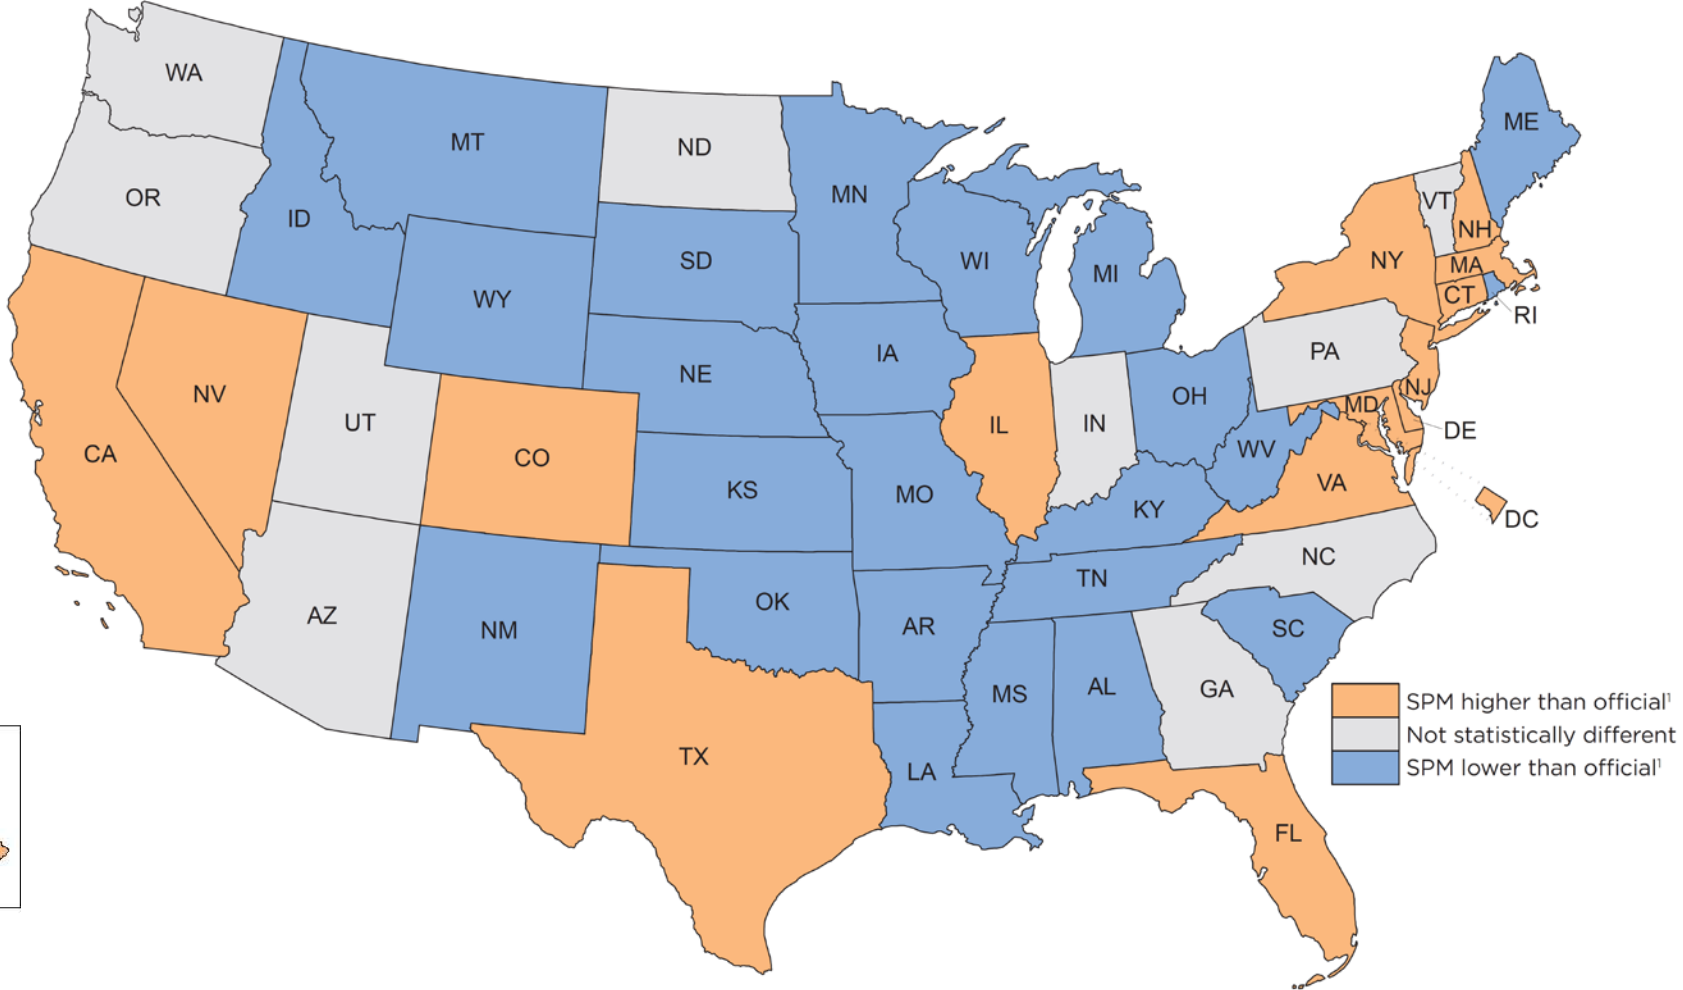 WA
MT
ND
ME
OR
ID
MN
VT
NH
SD
WI
MI
NY
MA
WY
CT
RI
IA
PA
NE
NJ
NV
OH
MD
UT
IL
IN
DE
CA
CO
WV
KS
MO
VA
KY
DC
NC
TN
OK
AZ
NM
AR
SC
MS
AL
GA
TX
LA
FL
SPM higher than official¹
Not statistically different
SPM lower than official¹